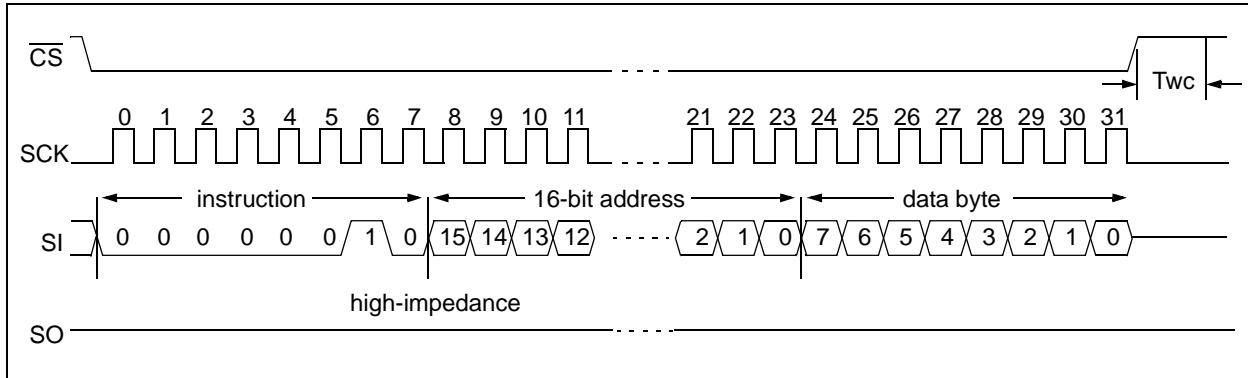 CS
Twc
0 1 2 3 4 5 6 7 8 9 10 11 21 22 23 24 25 26 27 28 29 30 31
SCK
instruction 16-bit address data byte
SI 0 0 0 0 0 0 1 0 15 14 13 12 2 1 0 7 6 5 4 3 2 1 0
high-impedance
SO